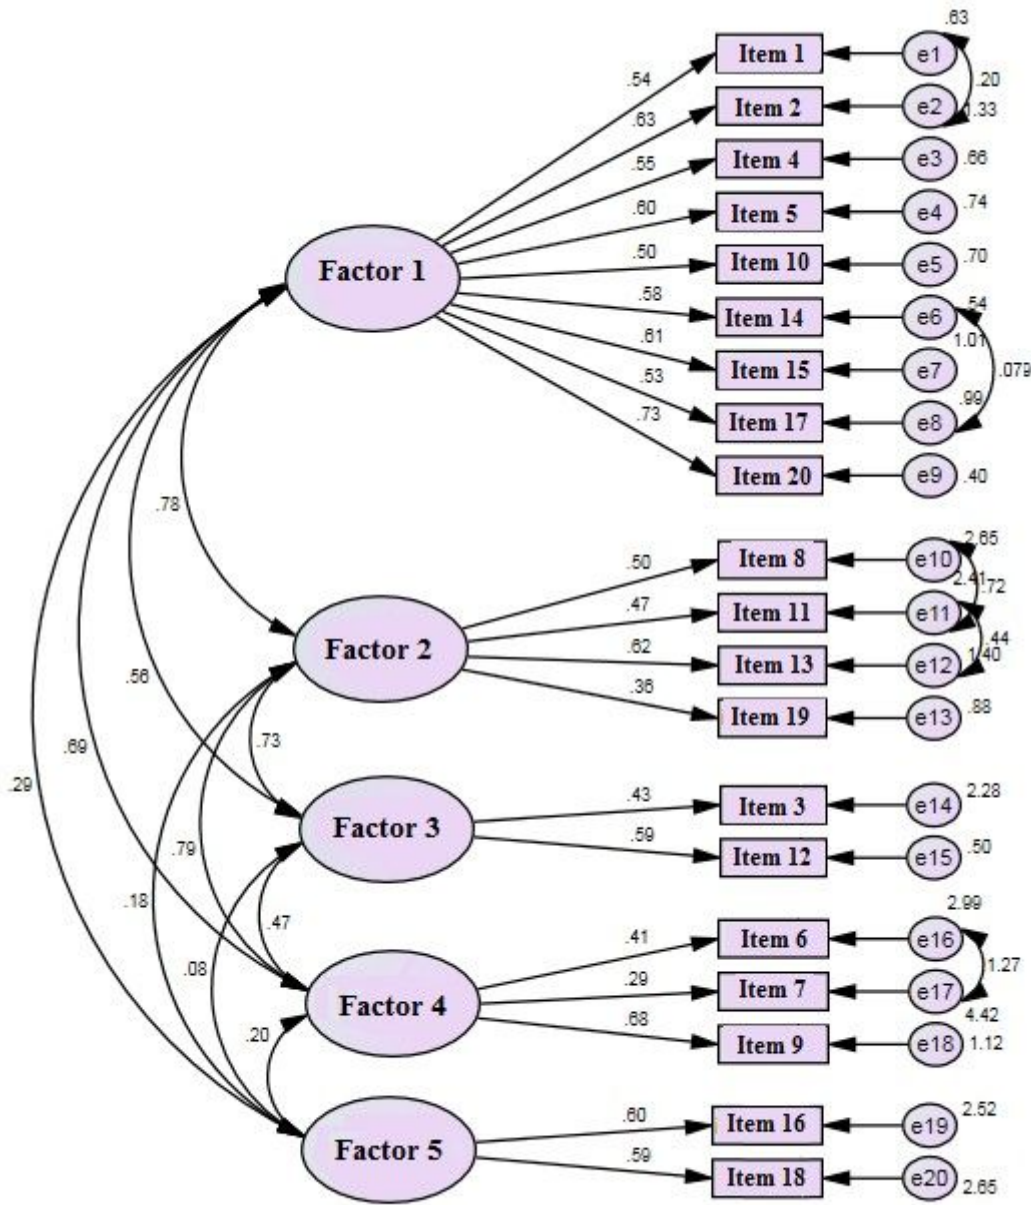 .63
.54 Item 1 e1
.20
.63 Item 2 e2 1.33
.55 Item 4 e3 .66
.60 Item 5 e4 .74
Factor 1
.50 Item 10 e5 .70
.58 Item 14 e6 .54
1.01
.61 Item 15 e7 .079
.53 Item 17 e8 .99
.73 Item 20 e9 .40
.78
.50 Item 8 e10 2.65
2.41 .72
.47 Item 11 e11
.44
Factor 2
.62 Item 13 e12 1.40
.36 Item 19 e13 .88
.56
.73
.69
.29
.43 Item 3 e14 2.28
Factor 3
.59 Item 12 e15 .50
.79
.18
.47
.08
2.99
.41 Item 6 e16
1.27
.29 Item 7 e17
Factor 4
4.42
.68 Item 9 e18 1.12
.20
.60 Item 16 e19 2.52
Factor 5
.59 Item 18 e20 2.65